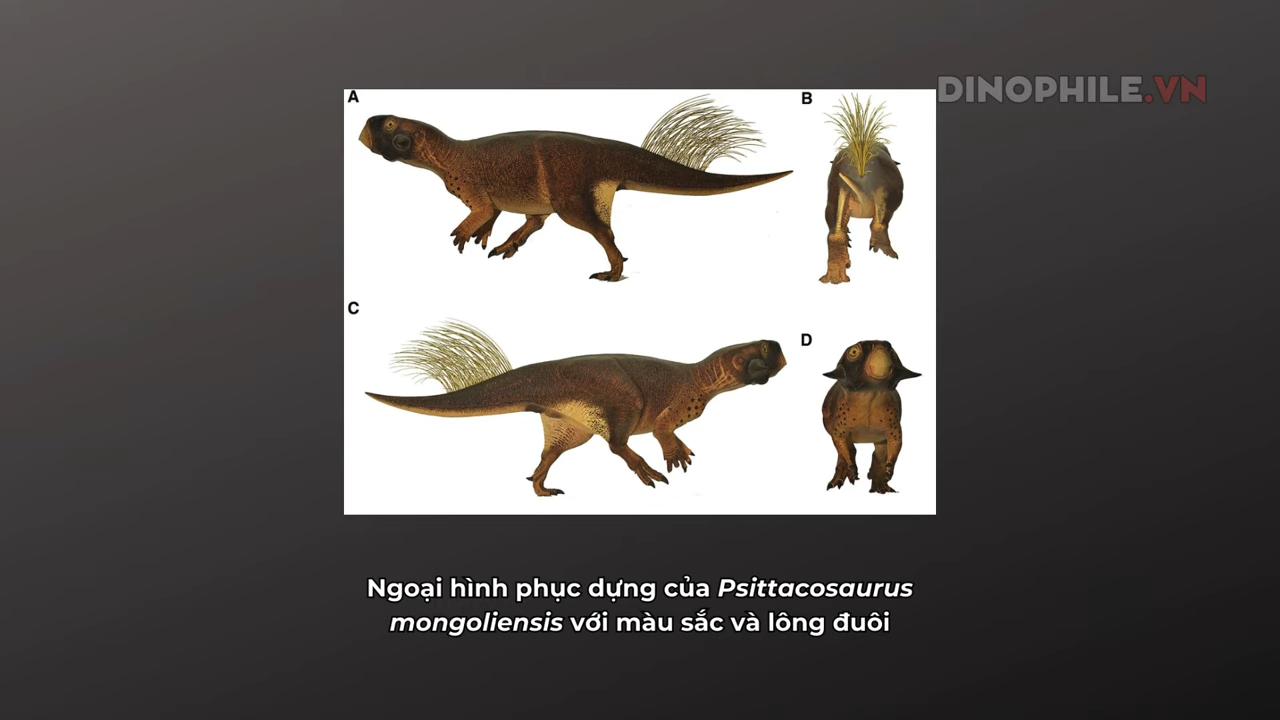 DINOPHILE.VN
A
B
C
D
Ngoại hình phục dựng của Psittacosaurus
mongoliensis với màu sắc và lông đuôi